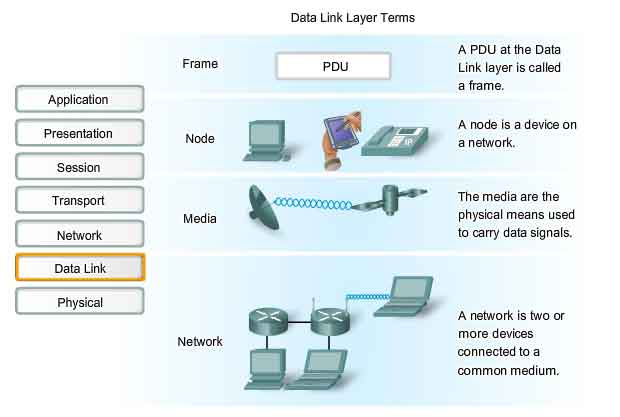 Data Link Layer Terms
Frame
PDU
A PDU at the Data
Link layer is called
a frame.
Application
Presentation
Session
Transport
Network
Data Link
Physical
Node
IP
A node is a device on
a network.
Media
The media are the
physical means used
to carry data signals.
Network
A network is two or
more devices
connected to a
common medium.